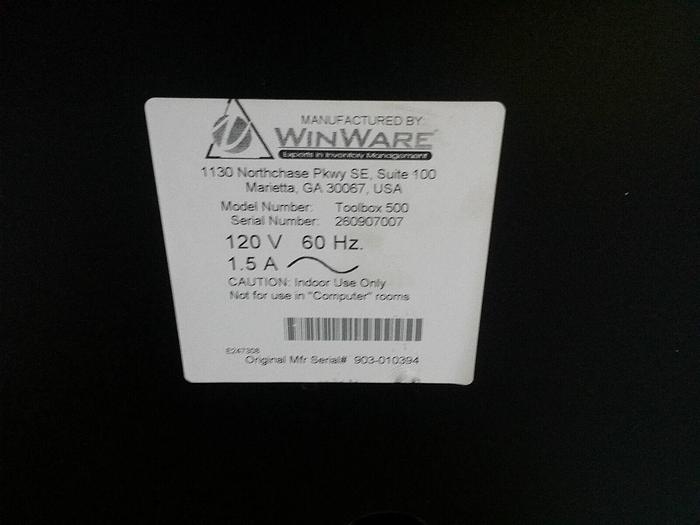 MANUFACTURED BY:
WINWARE
Experts in Inventory Management
1130 Northchase Pkwy SE, Suite 100
Marietta, GA 30067, USA
Model Number: Toolbox 500
Serial Number: 260907007
120 V 60 Hz.
1.5 A
CAUTION: Indoor Use Only
Not for use in "Computer" rooms
E247308
Original Mfr Serial# 903-010394